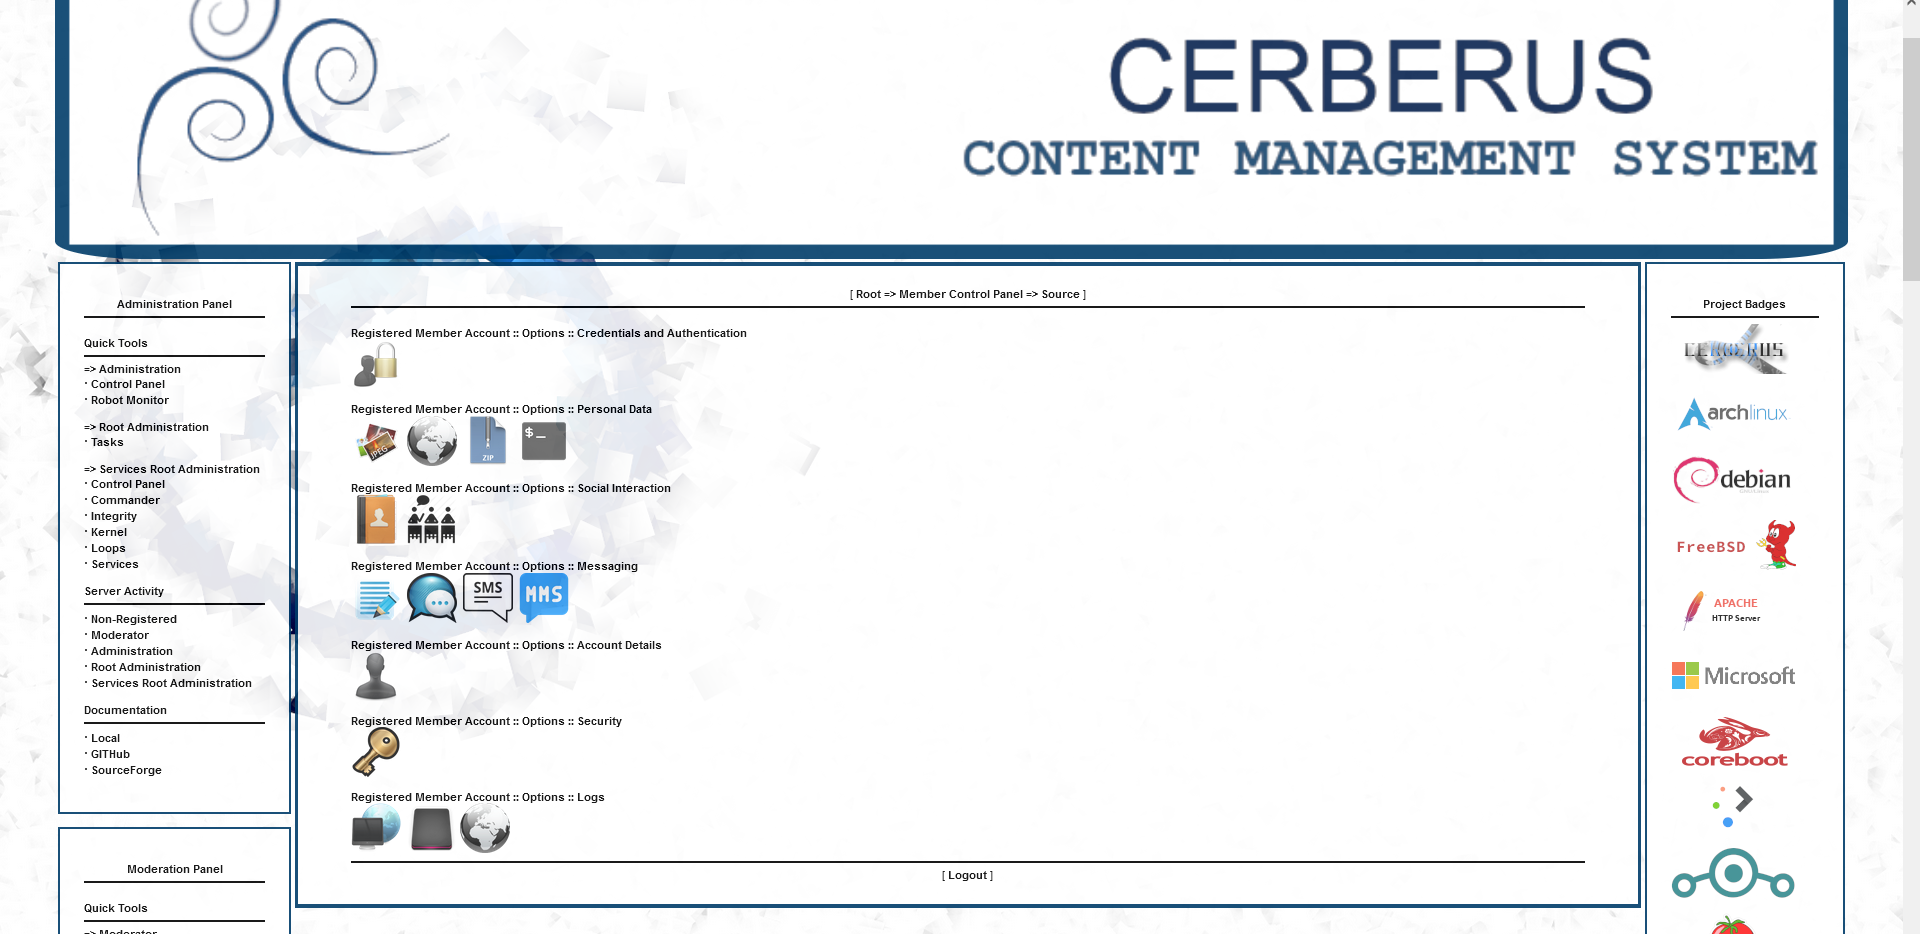 CERBERUS
CONTENT MANAGEMENT SYSTEM
Administration Panel
Quick Tools
=> Administration
· Control Panel
· Robot Monitor
=> Root Administration
· Tasks
=> Services Root Administration
· Control Panel
· Commander
· Integrity
· Kernel
· Loops
· Services
Server Activity
· Non-Registered
· Moderator
· Administration
· Root Administration
· Services Root Administration
Documentation
· Local
· GITHub
· SourceForge
Moderation Panel
Quick Tools
=> Moderator
[ Root => Member Control Panel => Source ]
Registered Member Account :: Options :: Credentials and Authentication
Registered Member Account :: Options :: Personal Data
JPEG
ZIP
$_
Registered Member Account :: Options :: Social Interaction
Registered Member Account :: Options :: Messaging
SMS
MMS
Registered Member Account :: Options :: Account Details
Registered Member Account :: Options :: Security
Registered Member Account :: Options :: Logs
[ Logout ]
Project Badges
CERBERUS
archlinux
debian
FreeBSD
APACHE
HTTP Server
Microsoft
coreboot